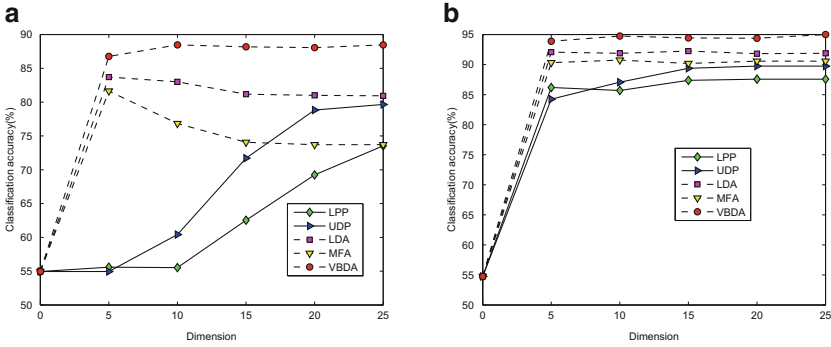 a
Classification accuracy(%)
90
85
80
75
70
65
60
55
50
0
5
10
15
20
25
Dimension
LPP
UDP
LDA
MFA
VBDA
b
Classification accuracy(%)
95
90
85
80
75
70
65
60
55
50
0
5
10
15
20
25
Dimension
LPP
UDP
LDA
MFA
VBDA